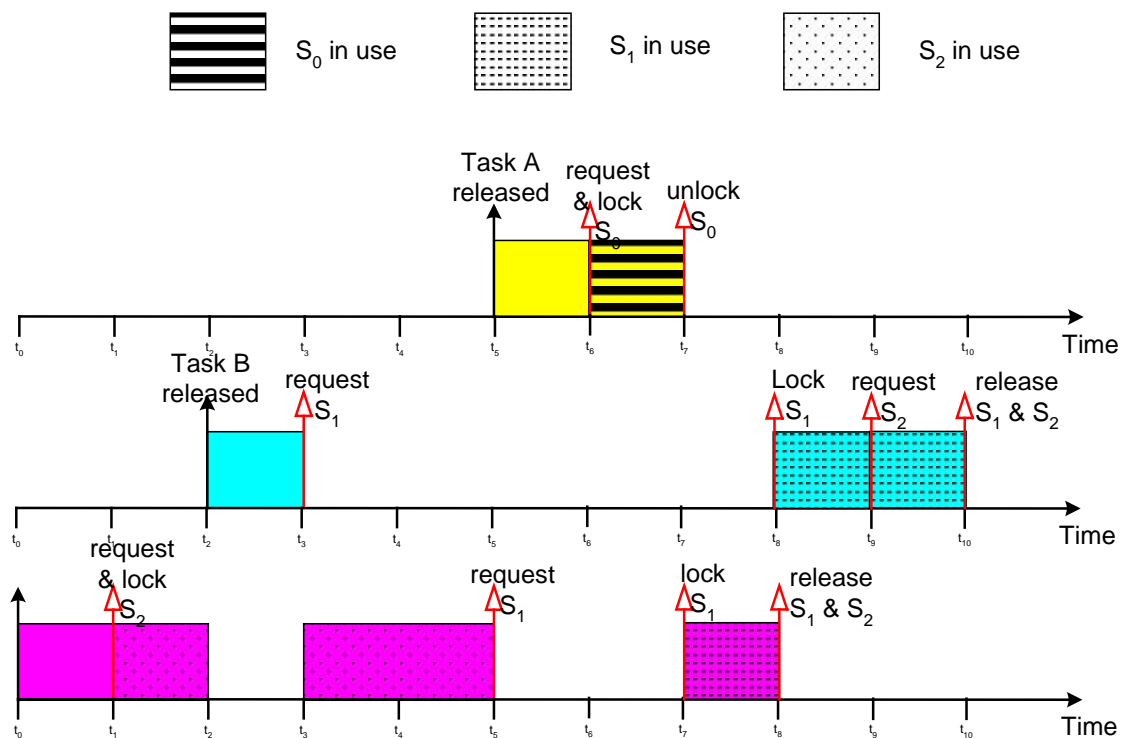 S0 in use
S1 in use
S2 in use
Task A
released
request
& lock
S0
unlock
S0
t0 t1 t2 t3 t4 t5 t6 t7 t8 t9 t10
Time
Task B
released
request
S1
Lock
S1
request
S2
release
S1 & S2
t0 t1 t2 t3 t4 t5 t6 t7 t8 t9 t10
Time
request
& lock
S2
request
S1
lock
S1
release
S1 & S2
t0 t1 t2 t3 t4 t5 t6 t7 t8 t9 t10
Time